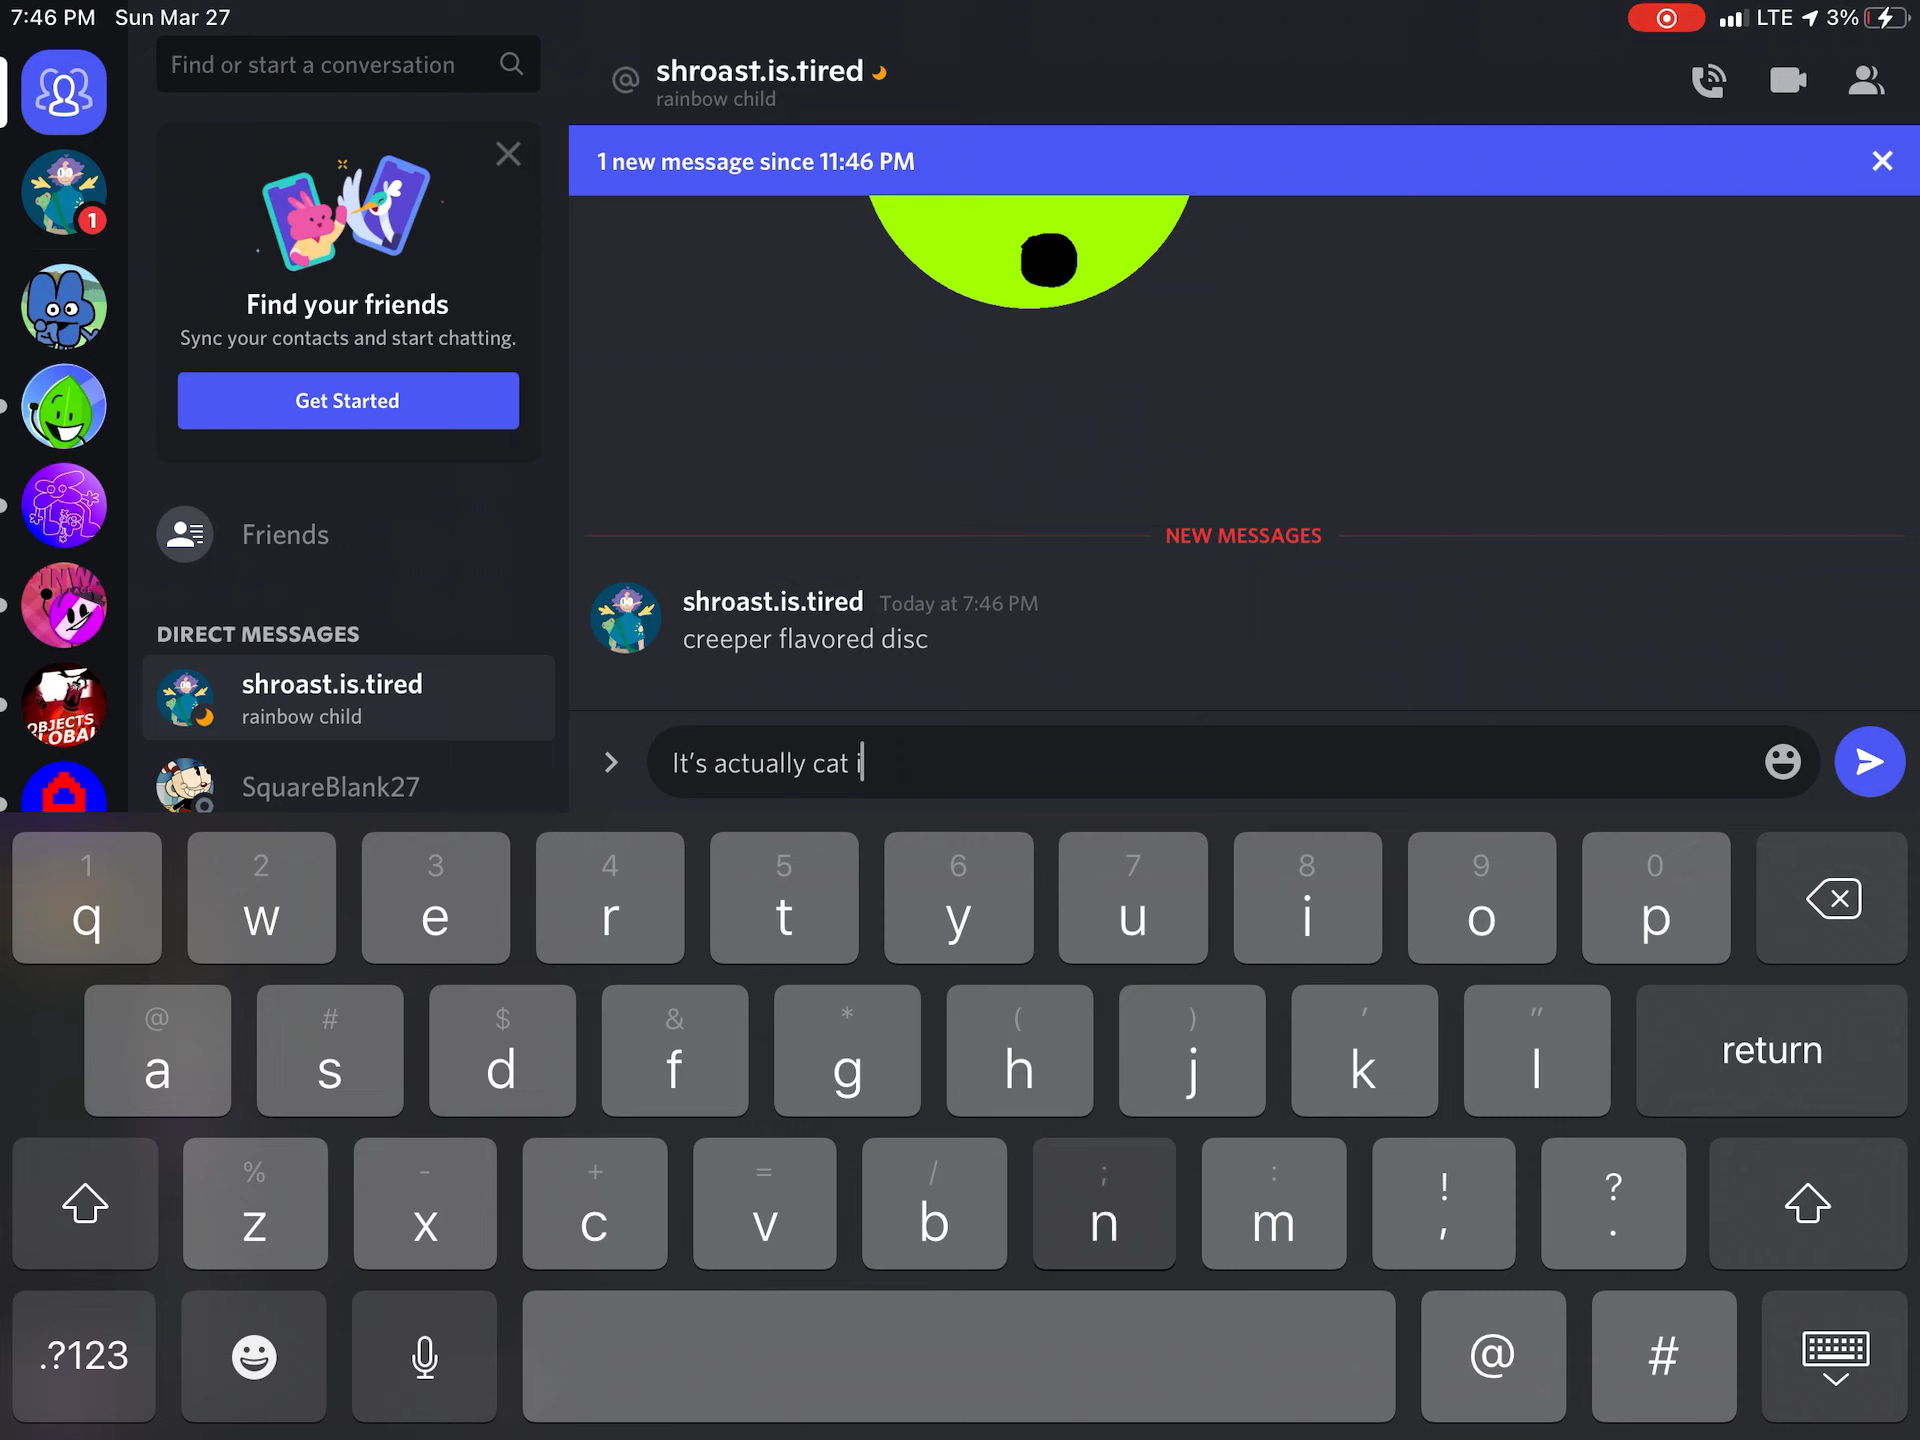 7:46 PM Sun Mar 27
LTE 3%
Find or start a conversation
1
Find your friends
Sync your contacts and start chatting.
Get Started
Friends
DIRECT MESSAGES
shroast.is.tired
rainbow child
SquareBlank27
OBJECTS
@ shroast.is.tired
rainbow child
1 new message since 11:46 PM
NEW MESSAGES
shroast.is.tired Today at 7:46 PM
creeper flavored disc
It’s actually cat i
1 2 3 4 5 6 7 8 9 0
q w e r t y u i o p
@ # $ & * ( ) ' "
a s d f g h j k l return
% - + = / ; : ! ?
z x c v b n m , .
.?123 @ #